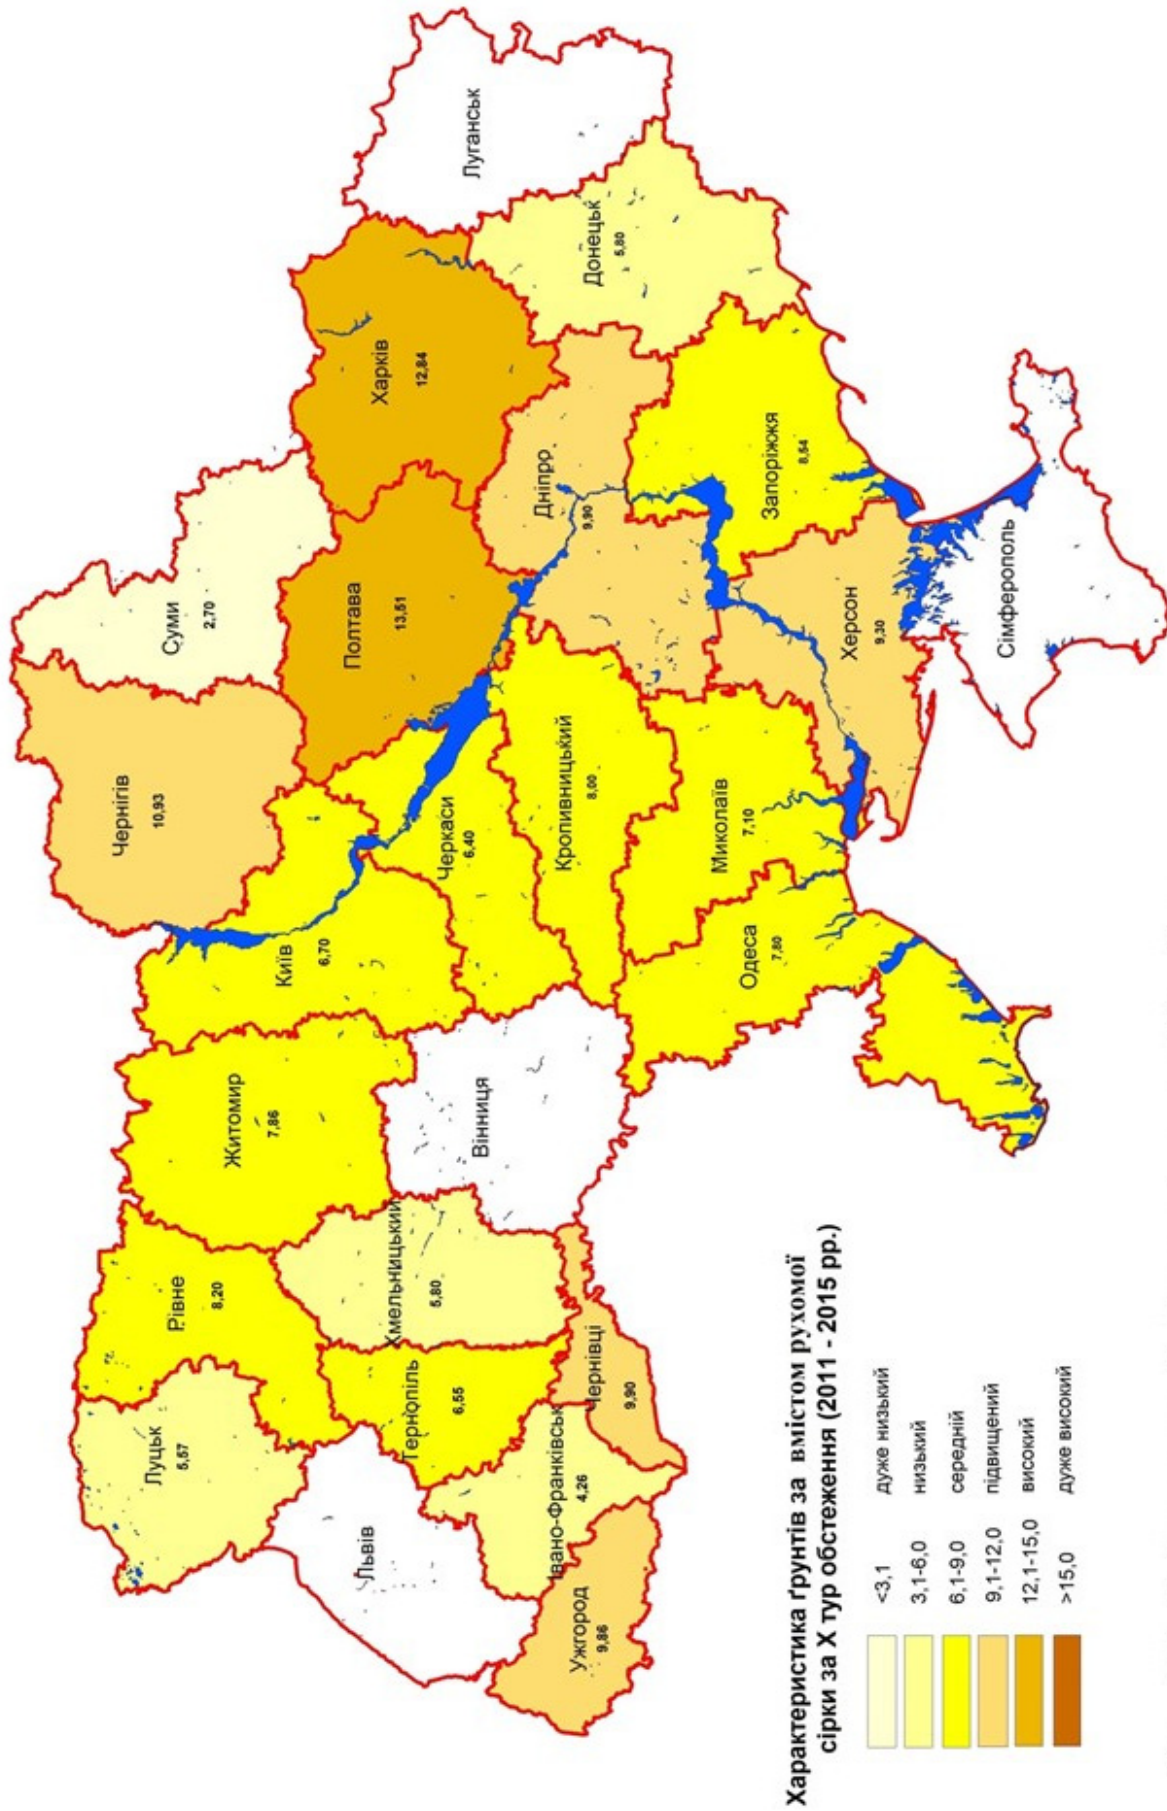 Луцьк
5,57
Рівне
8,20
Житомир
7,86
Київ
6,70
Чернігів
10,93
Суми
2,70
Львів
Тернопіль
6,55
Хмельницький
5,80
Вінниця
Черкаси
6,40
Полтава
13,51
Харків
12,84
Луганськ
Ужгород
9,86
Івано-Франківськ
4,26
Чернівці
9,90
Кропивницький
8,00
Дніпро
9,90
Донецьк
5,80
Одеса
7,80
Миколаїв
7,10
Запоріжжя
8,54
Херсон
9,30
Сімферополь
Характеристика ґрунтів за вмістом рухомої
сірки за Х тур обстеження (2011 - 2015 рр.)
<3,1 дуже низький
3,1-6,0 низький
6,1-9,0 середній
9,1-12,0 підвищений
12,1-15,0 високий
>15,0 дуже високий